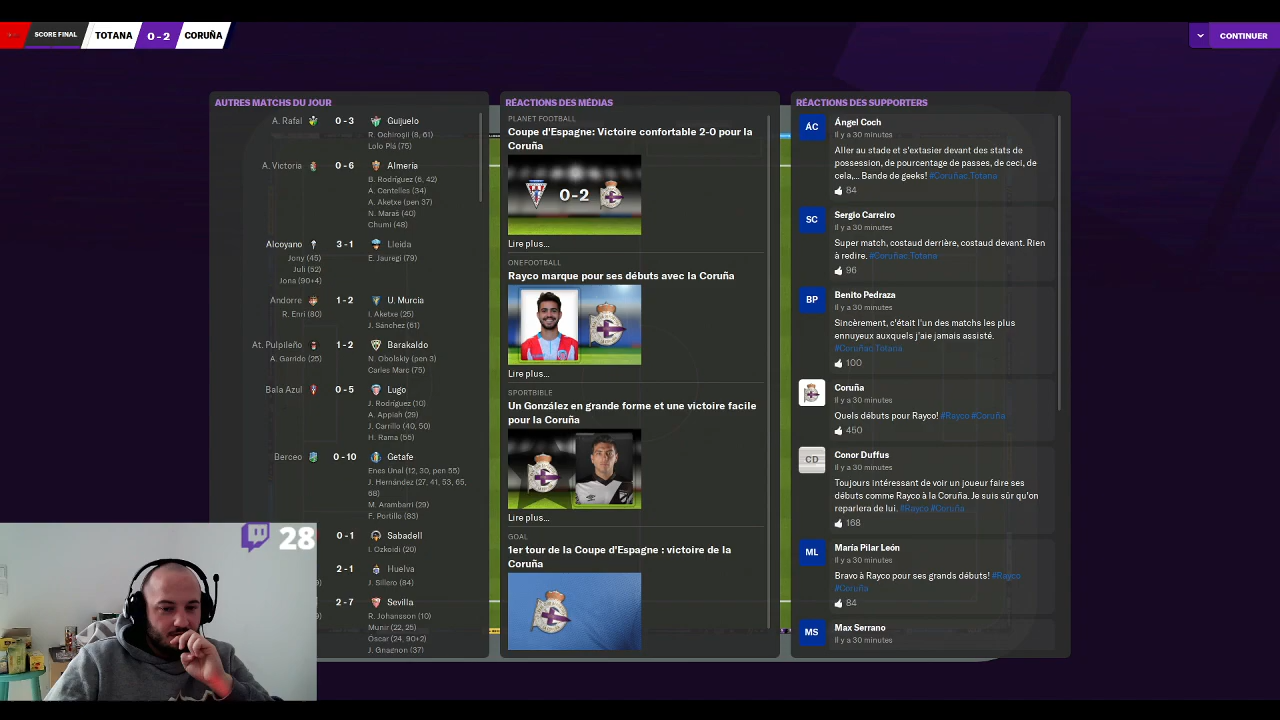 SCORE FINAL
TOTANA
0 - 2
CORUÑA
CONTINUER
AUTRES MATCHS DU JOUR
A. Rafal 0 - 3 Guijuelo
R. Ochiroşii (8, 61)
Lolo Plá (75)
A. Victoria 0 - 6 Almería
B. Rodríguez (6, 42)
A. Centelles (34)
A. Aketxe (pen 37)
N. Maraš (40)
Chumi (48)
Alcoyano 3 - 1 Lleida
Jony (45) E. Jauregi (79)
Juli (52)
Jona (90+4)
Andorre 1 - 2 U. Murcia
R. Enri (80) I. Aketxe (25)
J. Sánchez (61)
At. Pulpileño 1 - 2 Barakaldo
A. Garrido (25) N. Obolskiy (pen 3)
Carles Marc (75)
Bala Azul 0 - 5 Lugo
J. Rodríguez (10)
A. Appiah (29)
J. Carrillo (40, 50)
H. Rama (55)
Berceo 0 - 10 Getafe
Enes Unal (12, 30, pen 55)
J. Hernández (27, 41, 53, 65,
68)
M. Arambarri (29)
F. Portillo (83)
0 - 1 Sabadell
I. Ozkoidi (20)
2 - 1 Huelva
J. Sillero (84)
2 - 7 Sevilla
R. Johansson (10)
Munir (22, 25)
Óscar (24, 90+2)
J. Gnagnon (37)
28
RÉACTIONS DES MÉDIAS
PLANET FOOTBALL
Coupe d'Espagne: Victoire confortable 2-0 pour la
Coruña
0-2
Lire plus...
ONEFOOTBALL
Rayco marque pour ses débuts avec la Coruña
Lire plus...
SPORTBIBLE
Un González en grande forme et une victoire facile
pour la Coruña
Lire plus...
GOAL
1er tour de la Coupe d'Espagne : victoire de la
Coruña
RÉACTIONS DES SUPPORTERS
ÁC
Ángel Coch
Il y a 30 minutes
Aller au stade et s'extasier devant des stats de
possession, de pourcentage de passes, de ceci, de
cela,... Bande de geeks! #Coruñac Totana
84
SC
Sergio Carreiro
Il y a 30 minutes
Super match, costaud derrière, costaud devant. Rien
à redire. #Coruñac Totana
96
BP
Benito Pedraza
Il y a 30 minutes
Sincèrement, c'était l'un des matchs les plus
ennuyeux auxquels j'aie jamais assisté.
#Coruñac Totana
100
Coruña
Il y a 30 minutes
Quels débuts pour Rayco! #Rayco #Coruña
450
CD
Conor Duffus
Il y a 30 minutes
Toujours intéressant de voir un joueur faire ses
débuts comme Rayco à la Coruña. Je suis sûr qu'on
reparlera de lui. #Rayco #Coruña
168
ML
María Pilar León
Il y a 30 minutes
Bravo à Rayco pour ses grands débuts! #Rayco
#Coruña
84
MS
Max Serrano
Il y a 30 minutes